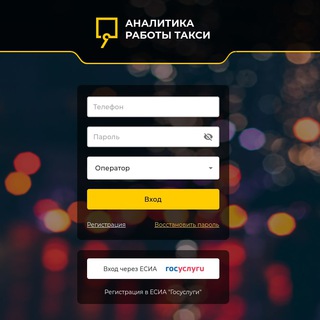 АНАЛИТИКА
РАБОТЫ ТАКСИ
Телефон
Пароль
Оператор
Вход
Регистрация Восстановить пароль
Вход через ЕСИА госуслуги
Регистрация в ЕСИА "Госуслуги"